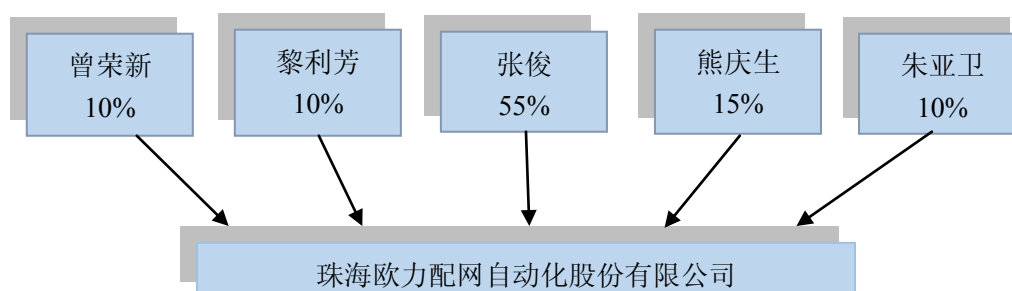 曾荣新
10%
黎利芳
10%
张俊
55%
熊庆生
15%
朱亚卫
10%
珠海欧力配网自动化股份有限公司